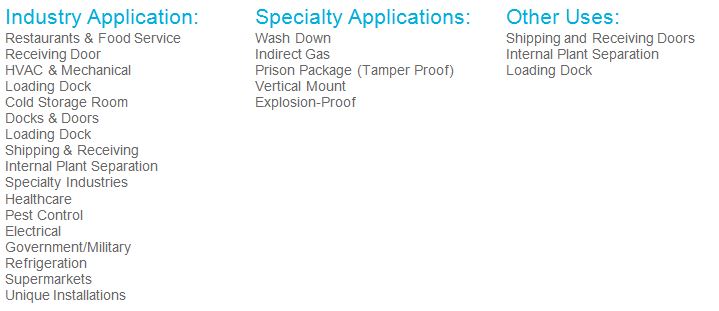 Industry Application:
Restaurants & Food Service
Receiving Door
HVAC & Mechanical
Loading Dock
Cold Storage Room
Docks & Doors
Loading Dock
Shipping & Receiving
Internal Plant Separation
Specialty Industries
Healthcare
Pest Control
Electrical
Government/Military
Refrigeration
Supermarkets
Unique Installations
Specialty Applications:
Wash Down
Indirect Gas
Prison Package (Tamper Proof)
Vertical Mount
Explosion-Proof
Other Uses:
Shipping and Receiving Doors
Internal Plant Separation
Loading Dock